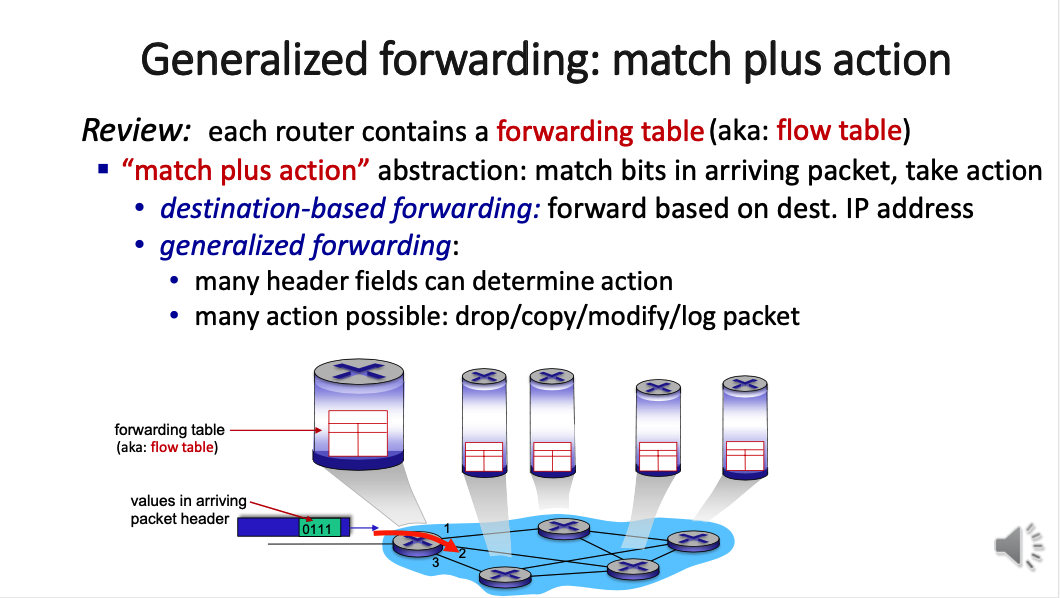 Generalized forwarding: match plus action
Review: each router contains a forwarding table (aka: flow table)
“match plus action” abstraction: match bits in arriving packet, take action
destination-based forwarding: forward based on dest. IP address
generalized forwarding:
many header fields can determine action
many action possible: drop/copy/modify/log packet
forwarding table
(aka: flow table)
values in arriving
packet header
0111
1
2
3